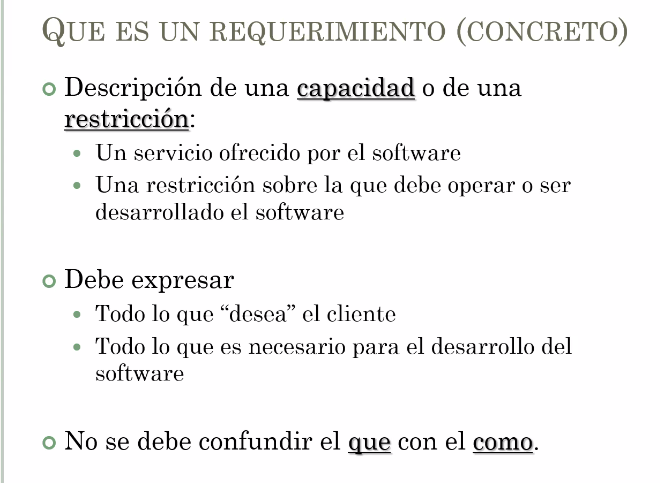 QUE ES UN REQUERIMIENTO (CONCRETO)
Descripción de una capacidad o de una
restricción:
Un servicio ofrecido por el software
Una restricción sobre la que debe operar o ser
desarrollado el software
Debe expresar
Todo lo que “desea” el cliente
Todo lo que es necesario para el desarrollo del
software
No se debe confundir el que con el como.